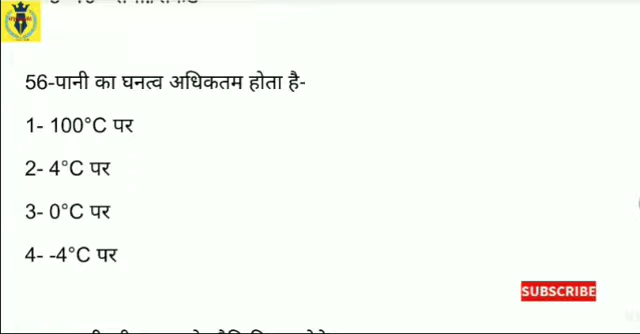 56-पानी का घनत्व अधिकतम होता है-
1- 100°C पर
2- 4°C पर
3- 0°C पर
4- -4°C पर
SUBSCRIBE